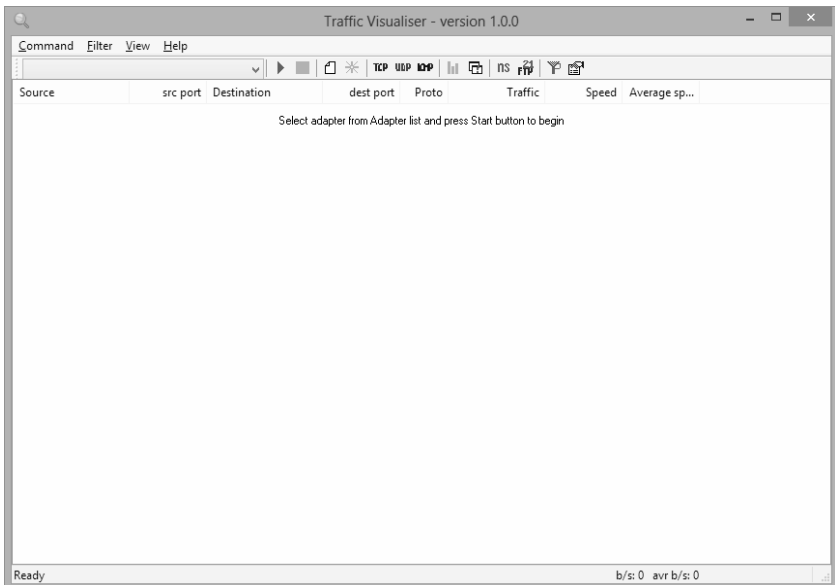 Traffic Visualiser - version 1.0.0
Command Filter View Help
TCP UDP ICMP ns 21 FTP
Source src port Destination dest port Proto Traffic Speed Average sp...
Select adapter from Adapter list and press Start button to begin
Ready b/s: 0 avr b/s: 0